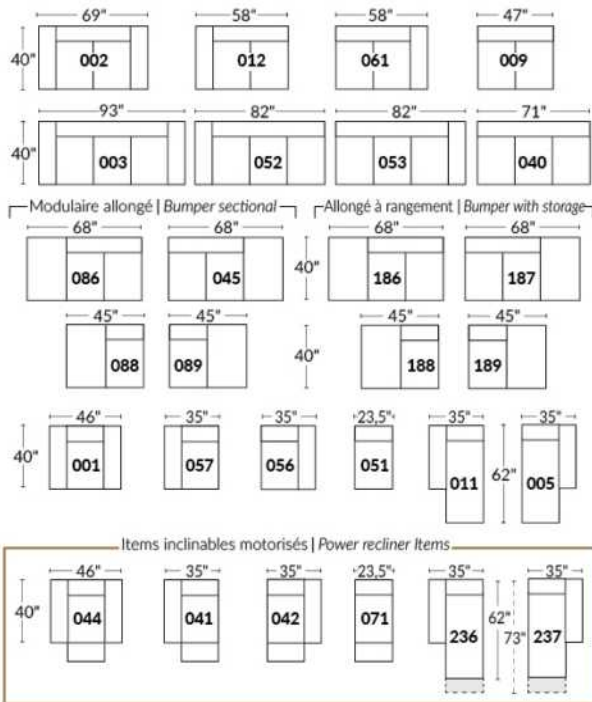 69" 58" 58" 47"
40" 002 012 061 009
93" 82" 82" 71"
40" 003 052 053 040
Modulaire allongé | Bumper sectional Allongé à rangement | Bumper with storage
68" 68" 68" 68"
086 045 40" 186 187
45" 45" 45" 45"
088 089 40" 188 189
46" 35" 35" 23,5" 35" 35"
40" 001 057 056 051 011 62" 005
Items inclinables motorisés | Power recliner Items
46" 35" 35" 23,5" 35" 35"
40" 044 041 042 071 236 62" 73" 237